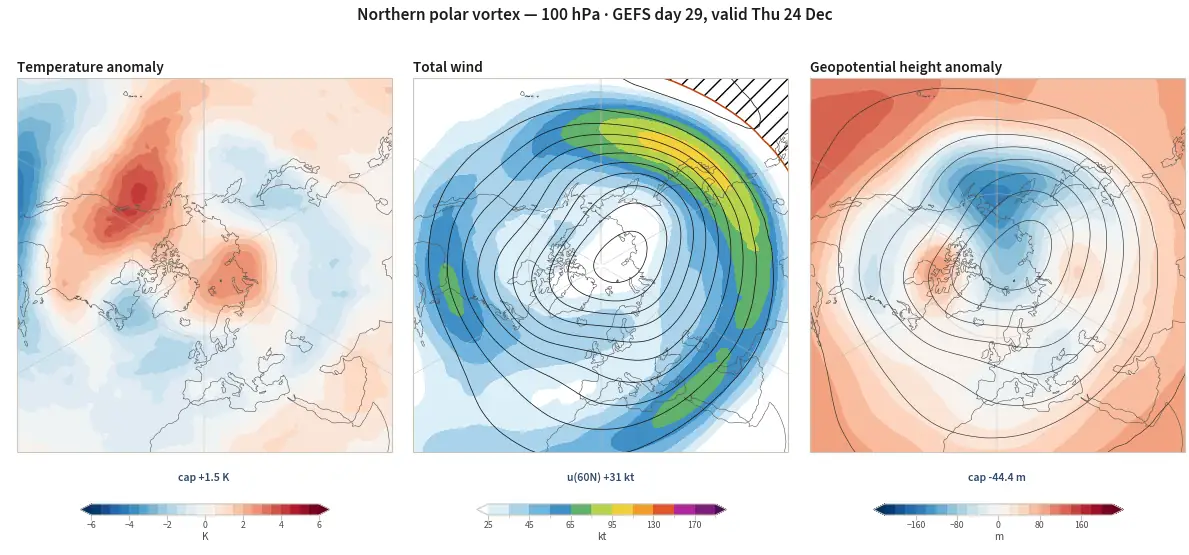 Northern polar vortex — 100 hPa · GEFS day 29, valid Thu 24 Dec
Temperature anomaly
Total wind
Geopotential height anomaly
cap +1.5 K
u(60N) +31 kt
cap -44.4 m
−6 −4 −2 0 2 4 6
K
25 45 65 95 130 170
kt
−160 −80 0 80 160
m